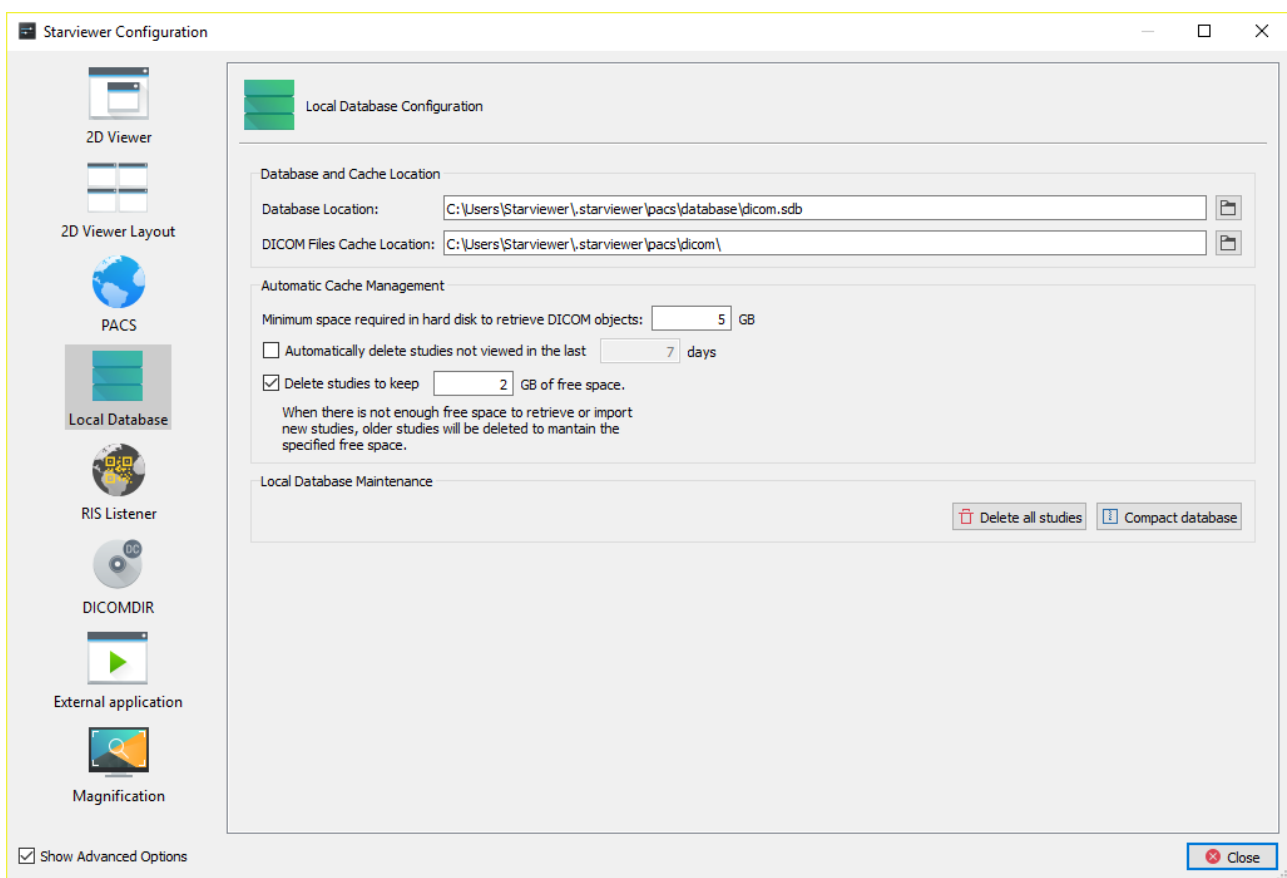 Starviewer Configuration
2D Viewer
2D Viewer Layout
PACS
Local Database
RIS Listener
DC
DICOMDIR
External application
Magnification
Local Database Configuration
Database and Cache Location
Database Location: C:\Users\Starviewer\.starviewer\pacs\database\dicom.sdb
DICOM Files Cache Location: C:\Users\Starviewer\.starviewer\pacs\dicom\
Automatic Cache Management
Minimum space required in hard disk to retrieve DICOM objects: 5 GB
Automatically delete studies not viewed in the last 7 days
Delete studies to keep 2 GB of free space.
When there is not enough free space to retrieve or import
new studies, older studies will be deleted to mantain the
specified free space.
Local Database Maintenance
Delete all studies Compact database
Show Advanced Options
Close